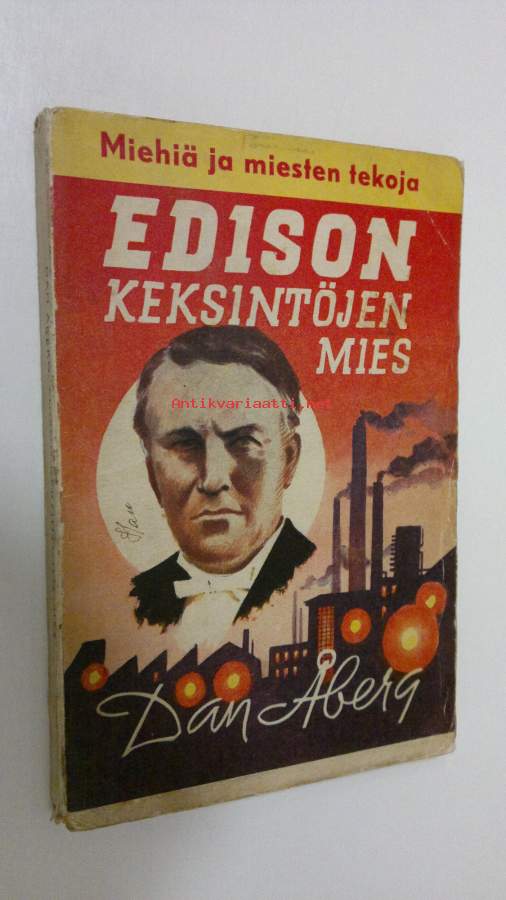 Miehiä ja miesten tekoja
EDISON
KEKSINTÖJEN
MIES
Antikvariaatti.net
Dan Åberg